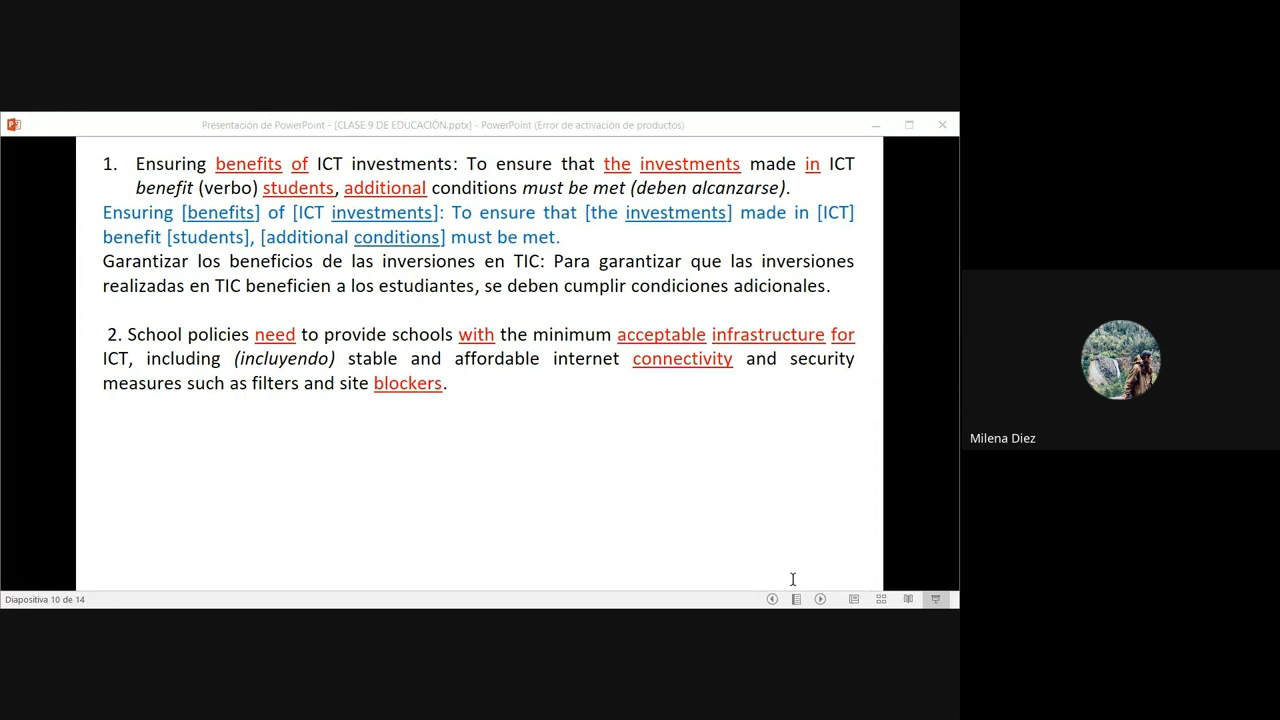 Presentación de PowerPoint - [CLASE 9 DE EDUCACIÓN.pptx] - PowerPoint (Error de activación de productos)
1. Ensuring benefits of ICT investments: To ensure that the investments made in ICT
benefit (verbo) students, additional conditions must be met (deben alcanzarse).
Ensuring [benefits] of [ICT investments]: To ensure that [the investments] made in [ICT]
benefit [students], [additional conditions] must be met.
Garantizar los beneficios de las inversiones en TIC: Para garantizar que las inversiones
realizadas en TIC beneficien a los estudiantes, se deben cumplir condiciones adicionales.
2. School policies need to provide schools with the minimum acceptable infrastructure for
ICT, including (incluyendo) stable and affordable internet connectivity and security
measures such as filters and site blockers.
Milena Diez
Diapositiva 10 de 14